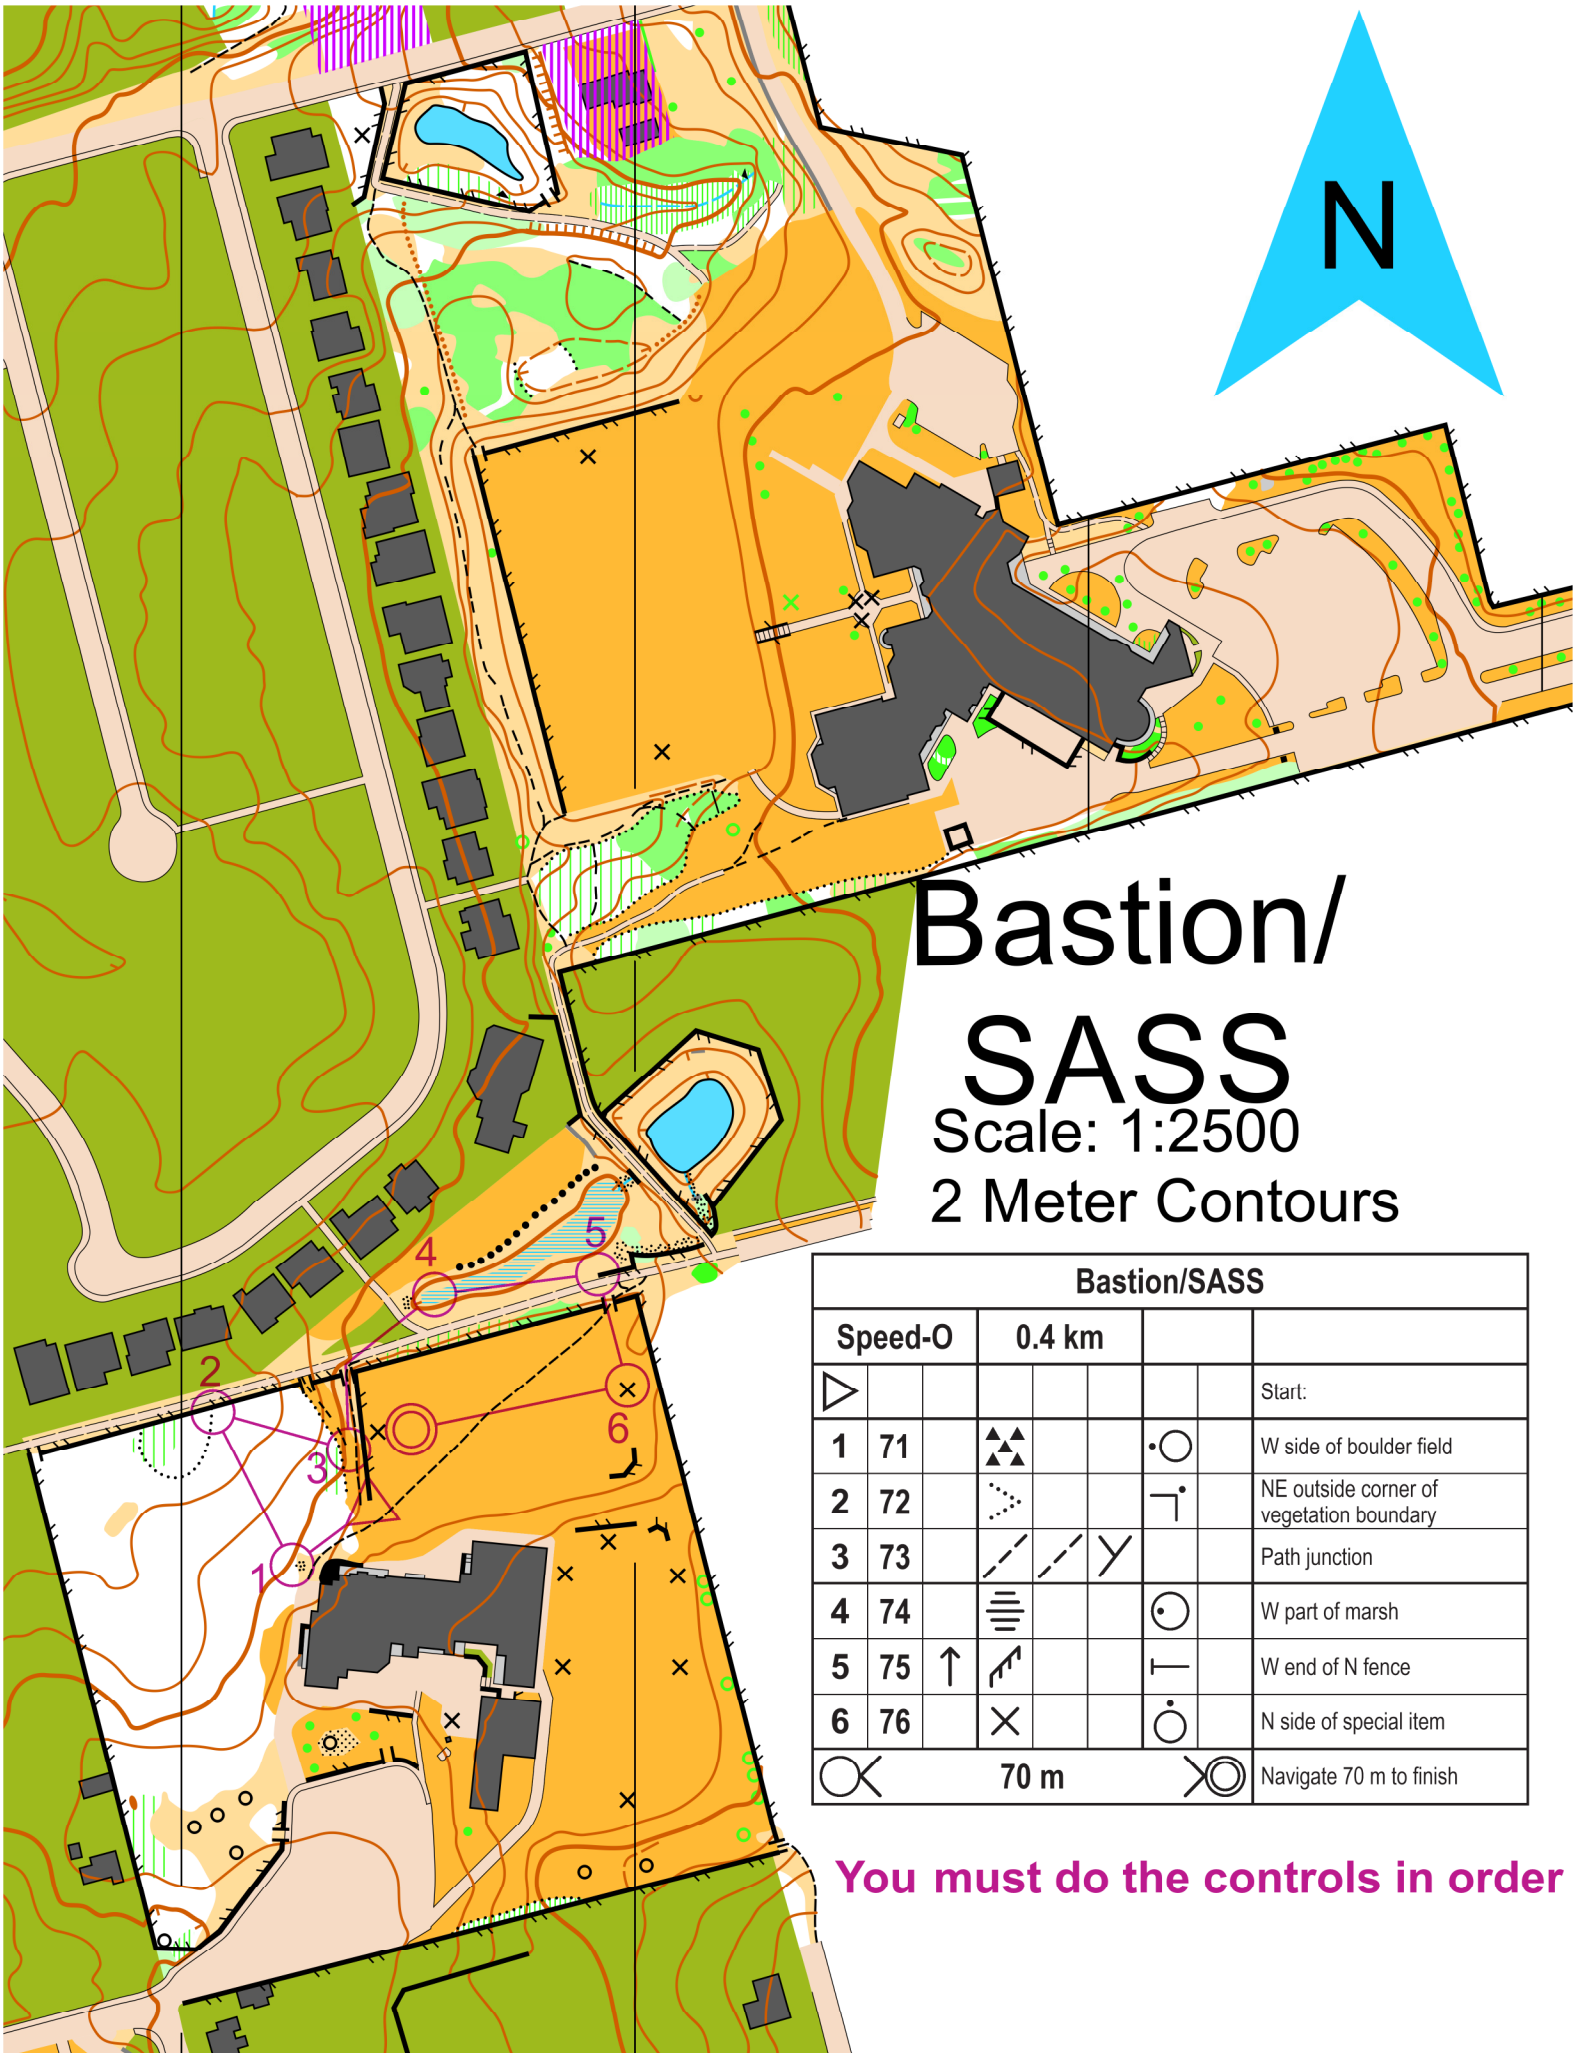 N
Bastion/
SASS
Scale: 1:2500
2 Meter Contours
5
4
2
3
6
1
Bastion/SASS
Speed-O 0.4 km
Start:
1 71 W side of boulder field
2 72 NE outside corner of
vegetation boundary
3 73 Path junction
4 74 W part of marsh
5 75 W end of N fence
6 76 N side of special item
70 m Navigate 70 m to finish
You must do the controls in order